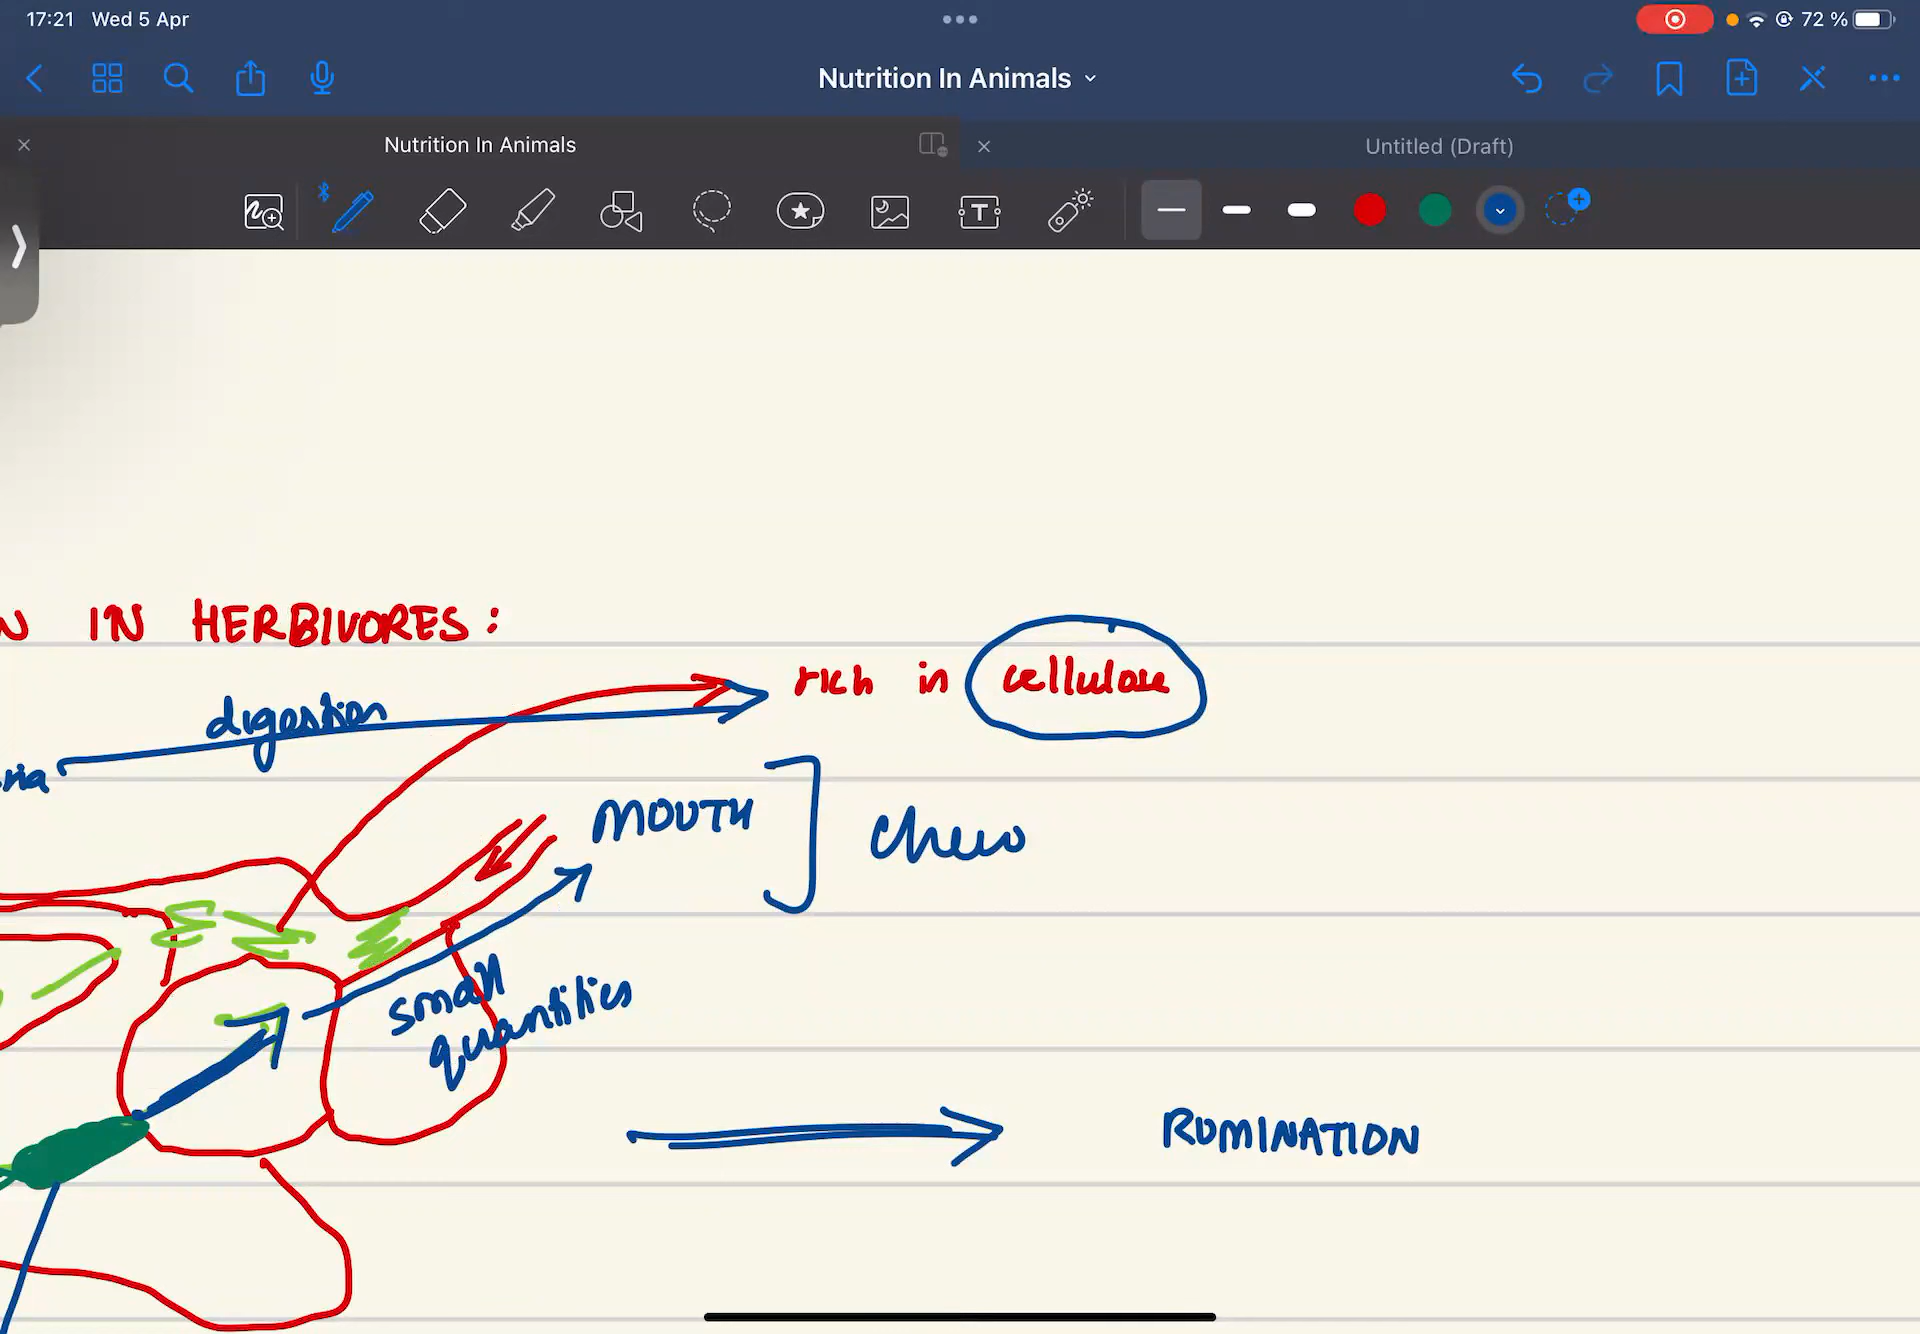 17:21 Wed 5 Apr
72 %
Nutrition In Animals
Nutrition In Animals
Untitled (Draft)
T
N IN HERBIVORES:
rich in cellulose
digestion
ria
MOUTH
Chew
small
quantities
RUMINATION